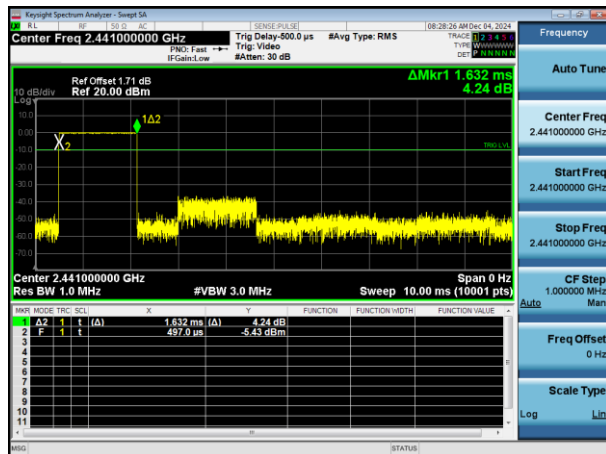 Keysight Spectrum Analyzer - Swept SA
RL RF 50 Ω AC SENSE:PULSE 08:28:26 AM Dec 04, 2024
Center Freq 2.441000000 GHz
PNO: Fast
IFGain:Low
Trig Delay-500.0 µs
Trig: Video
#Atten: 30 dB
#Avg Type: RMS
TRACE 1 2 3 4 5 6
TYPE WWWWWW
DET P N N N N N
Ref Offset 1.71 dB
Ref 20.00 dBm
10 dB/div
Log
ΔMkr1 1.632 ms
4.24 dB
10.0
0.00
-10.0
-20.0
-30.0
-40.0
-50.0
-60.0
-70.0
1Δ2
2
TRIG LVL
Center 2.441000000 GHz
Span 0 Hz
Res BW 1.0 MHz
#VBW 3.0 MHz
Sweep 10.00 ms (10001 pts)
MKR MODE TRC SCL X Y FUNCTION FUNCTION WIDTH FUNCTION VALUE
1 Δ2 1 t (Δ) 1.632 ms (Δ) 4.24 dB
2 F 1 t 497.0 µs -5.43 dBm
3
4
5
6
7
8
9
10
11
MSG
STATUS
Frequency
Auto Tune
Center Freq
2.441000000 GHz
Start Freq
2.441000000 GHz
Stop Freq
2.441000000 GHz
CF Step
1.000000 MHz
Auto Man
Freq Offset
0 Hz
Scale Type
Log Lin